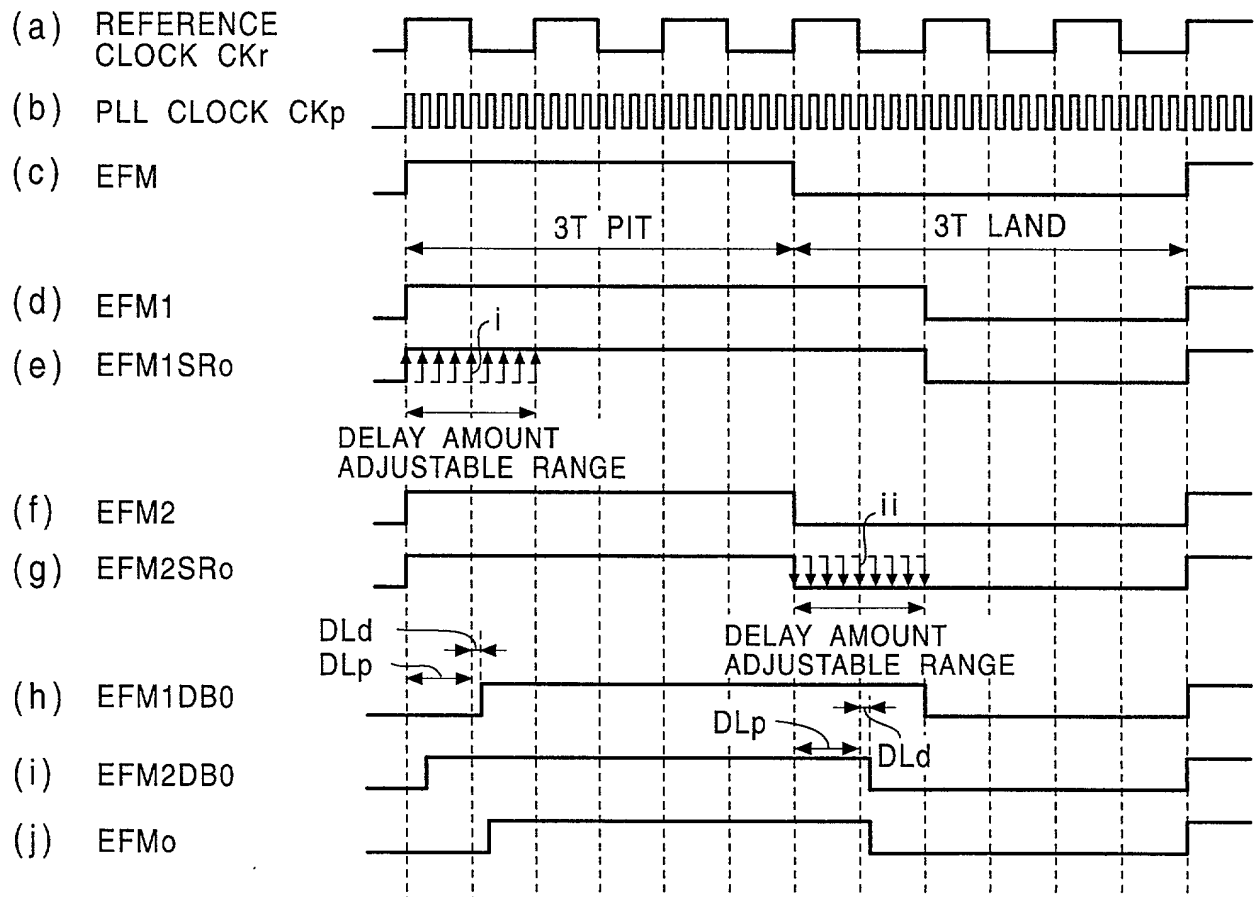 (a) REFERENCE
CLOCK CKr
(b) PLL CLOCK CKp
(c) EFM
3T PIT
3T LAND
(d) EFM1
i
(e) EFM1SRo
DELAY AMOUNT
ADJUSTABLE RANGE
(f) EFM2
ii
(g) EFM2SRo
DLd
DLp
DELAY AMOUNT
ADJUSTABLE RANGE
(h) EFM1DB0
DLp
DLd
(i) EFM2DB0
(j) EFMo